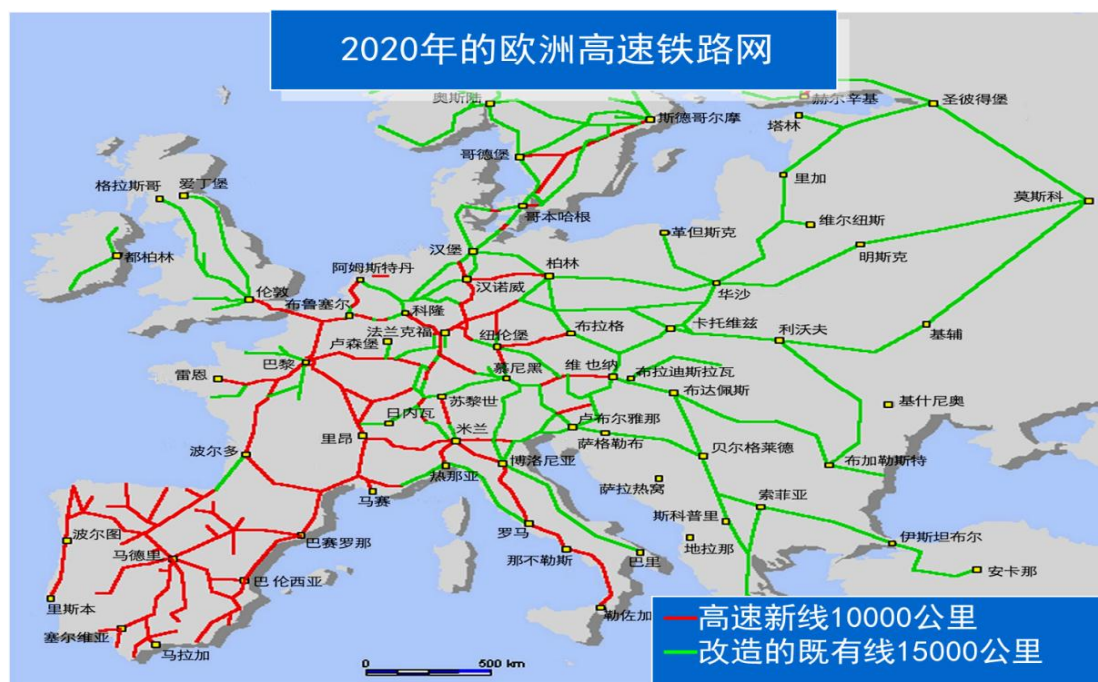 2020年的欧洲高速铁路网
奥斯陆
赫尔辛基
圣彼得堡
斯德哥尔摩
塔林
哥德堡
格拉斯哥
爱丁堡
里加
莫斯科
哥本哈根
维尔纽斯
革但斯克
明斯克
都柏林
汉堡
阿姆斯特丹
柏林
汉诺威
华沙
伦敦
布鲁塞尔
科隆
法兰克福
纽伦堡
布拉格
卡托维兹
利沃夫
基辅
卢森堡
巴黎
雷恩
慕尼黑
维也纳
布拉迪斯拉瓦
布达佩斯
苏黎世
日内瓦
基什尼奥
里昂
米兰
卢布尔雅那
萨格勒布
波尔多
博洛尼亚
贝尔格莱德
布加勒斯特
热那亚
马赛
萨拉热窝
索菲亚
斯科普里
波尔图
马德里
巴赛罗那
罗马
地拉那
伊斯坦布尔
那不勒斯
巴里
安卡那
巴伦西亚
里斯本
勒佐加
塞尔维亚
马拉加
高速新线10000公里
改造的既有线15000公里
0 500 km